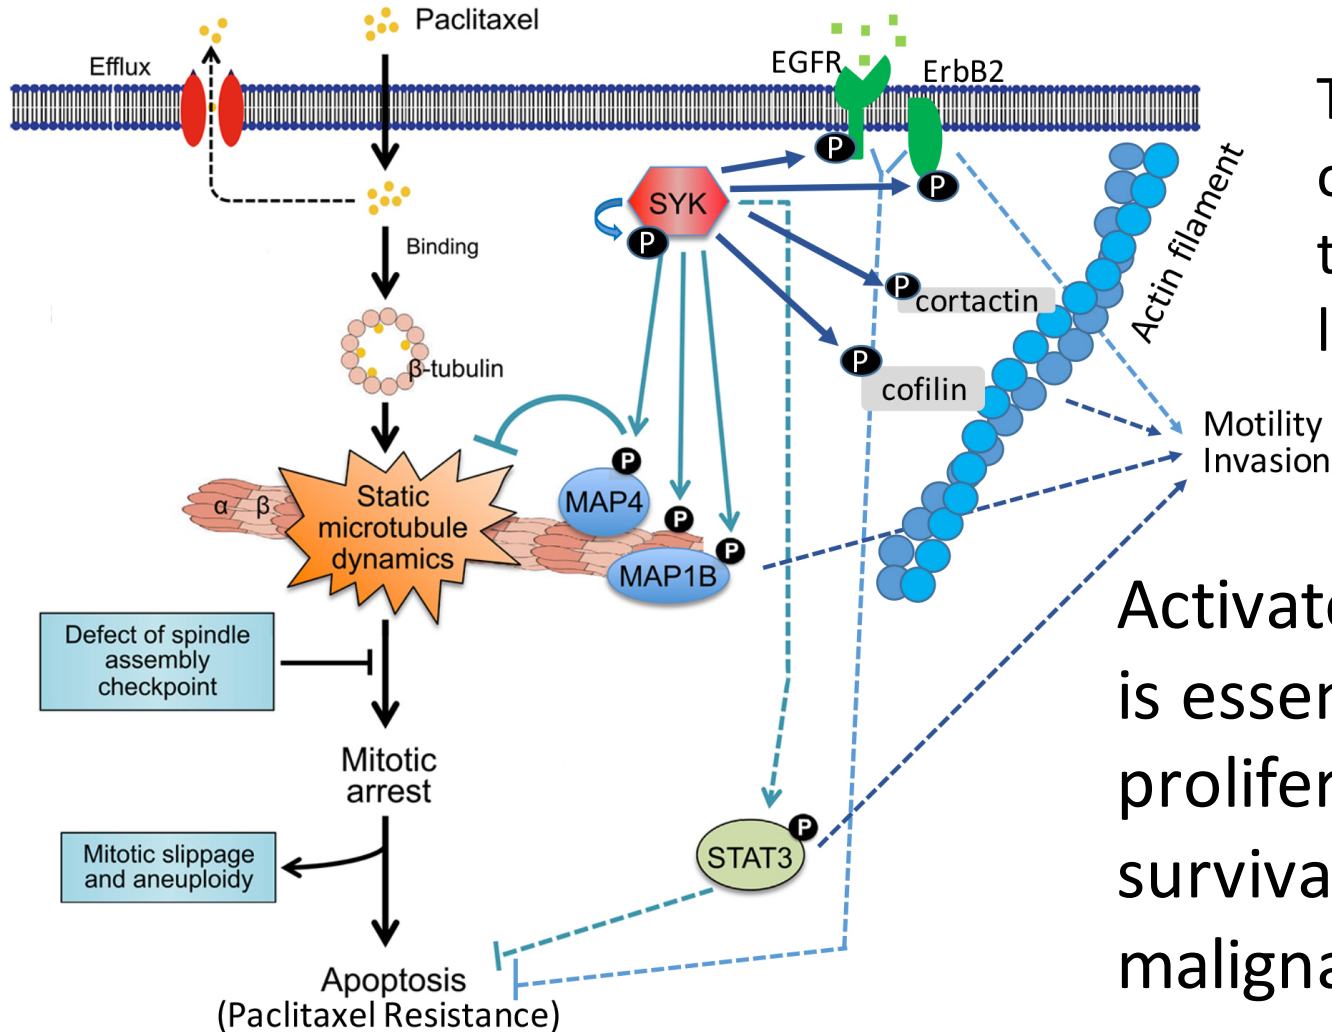 Paclitaxel
Efflux
EGFR
ErbB2
P
P
SYK
P
Binding
Actin filament
P
cortactin
β-tubulin
P
cofilin
Motility
Invasion
P
MAP4
α β
Static
microtubule
dynamics
P
P
MAP1B
Defect of spindle
assembly
checkpoint
Activate
is esser
prolifer
surviva
maligna
Mitotic
arrest
P
STAT3
Mitotic slippage
and aneuploidy
Apoptosis
(Paclitaxel Resistance)